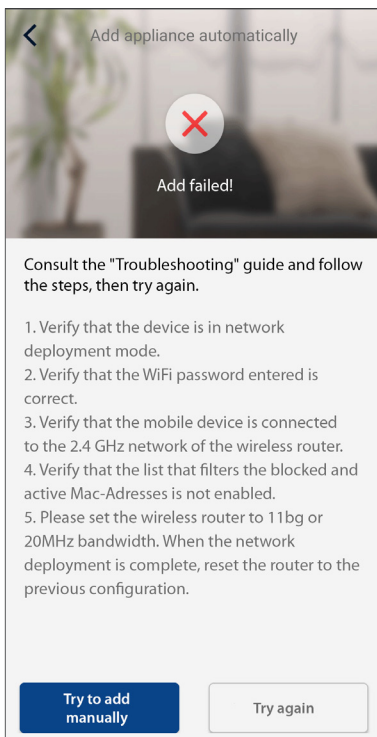 Add appliance automatically
Add failed!
Consult the "Troubleshooting" guide and follow
the steps, then try again.
1. Verify that the device is in network
deployment mode.
2. Verify that the WiFi password entered is
correct.
3. Verify that the mobile device is connected
to the 2.4 GHz network of the wireless router.
4. Verify that the list that filters the blocked and
active Mac-Adresses is not enabled.
5. Please set the wireless router to 11bg or
20MHz bandwidth. When the network
deployment is complete, reset the router to the
previous configuration.
Try to add
manually
Try again